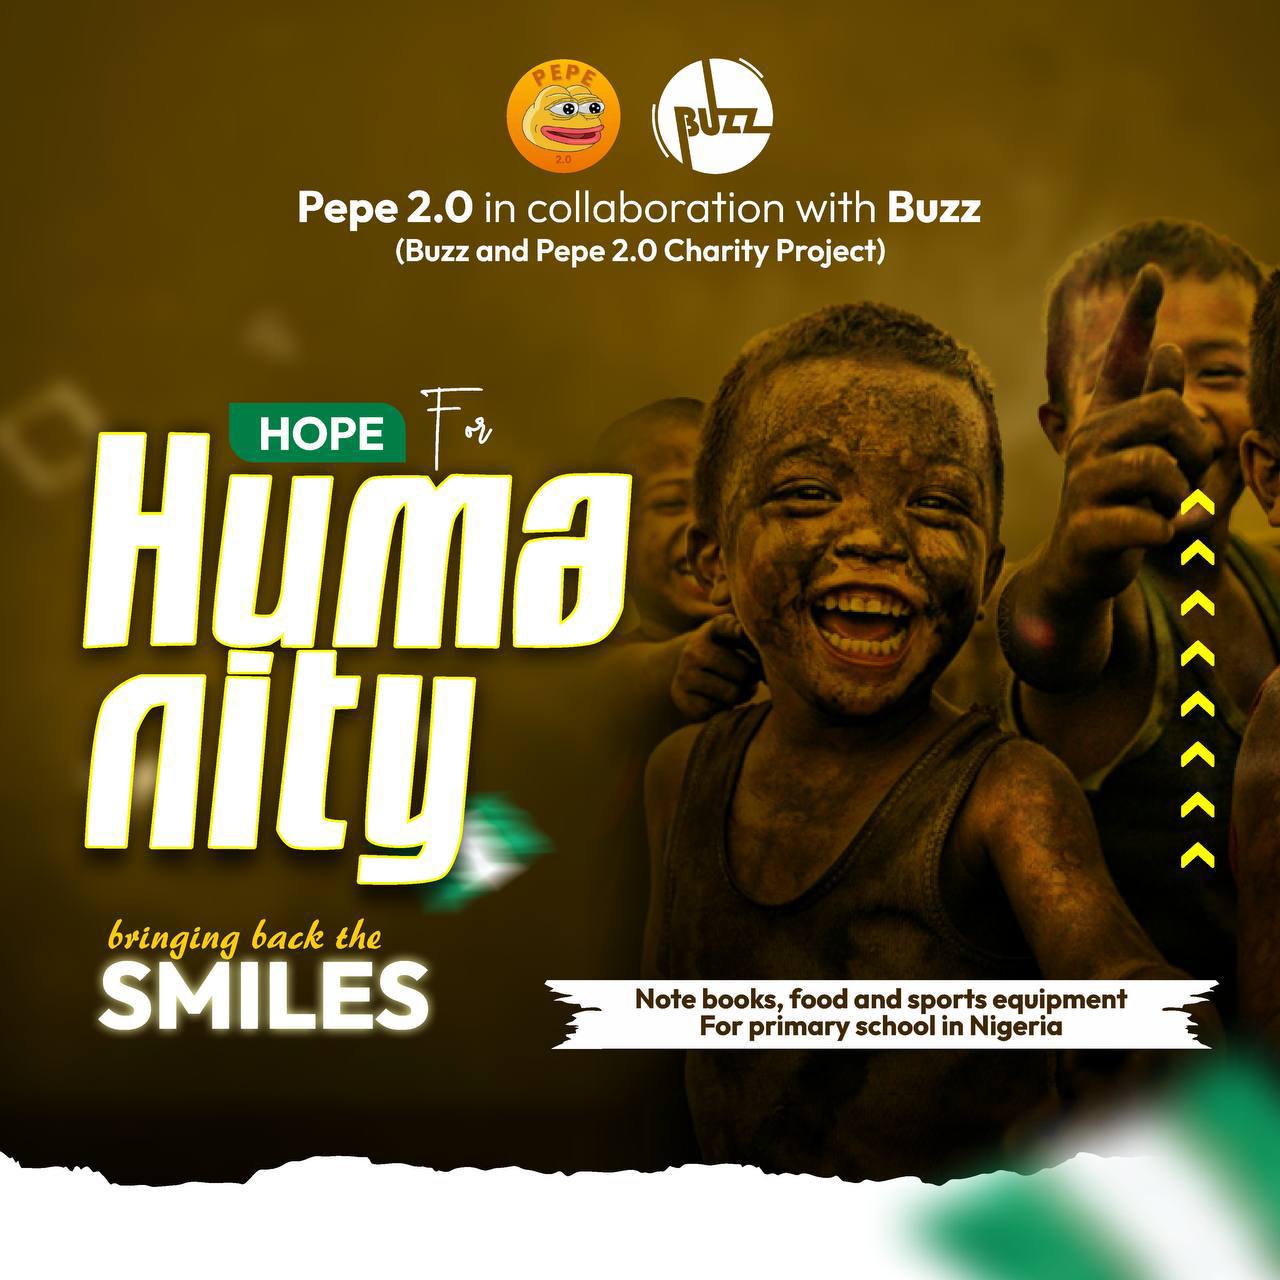 PEPE
2.0
BUZZ
Pepe 2.0 in collaboration with Buzz
(Buzz and Pepe 2.0 Charity Project)
HOPE For
Huma
nity
bringing back the
SMILES
Note books, food and sports equipment
For primary school in Nigeria